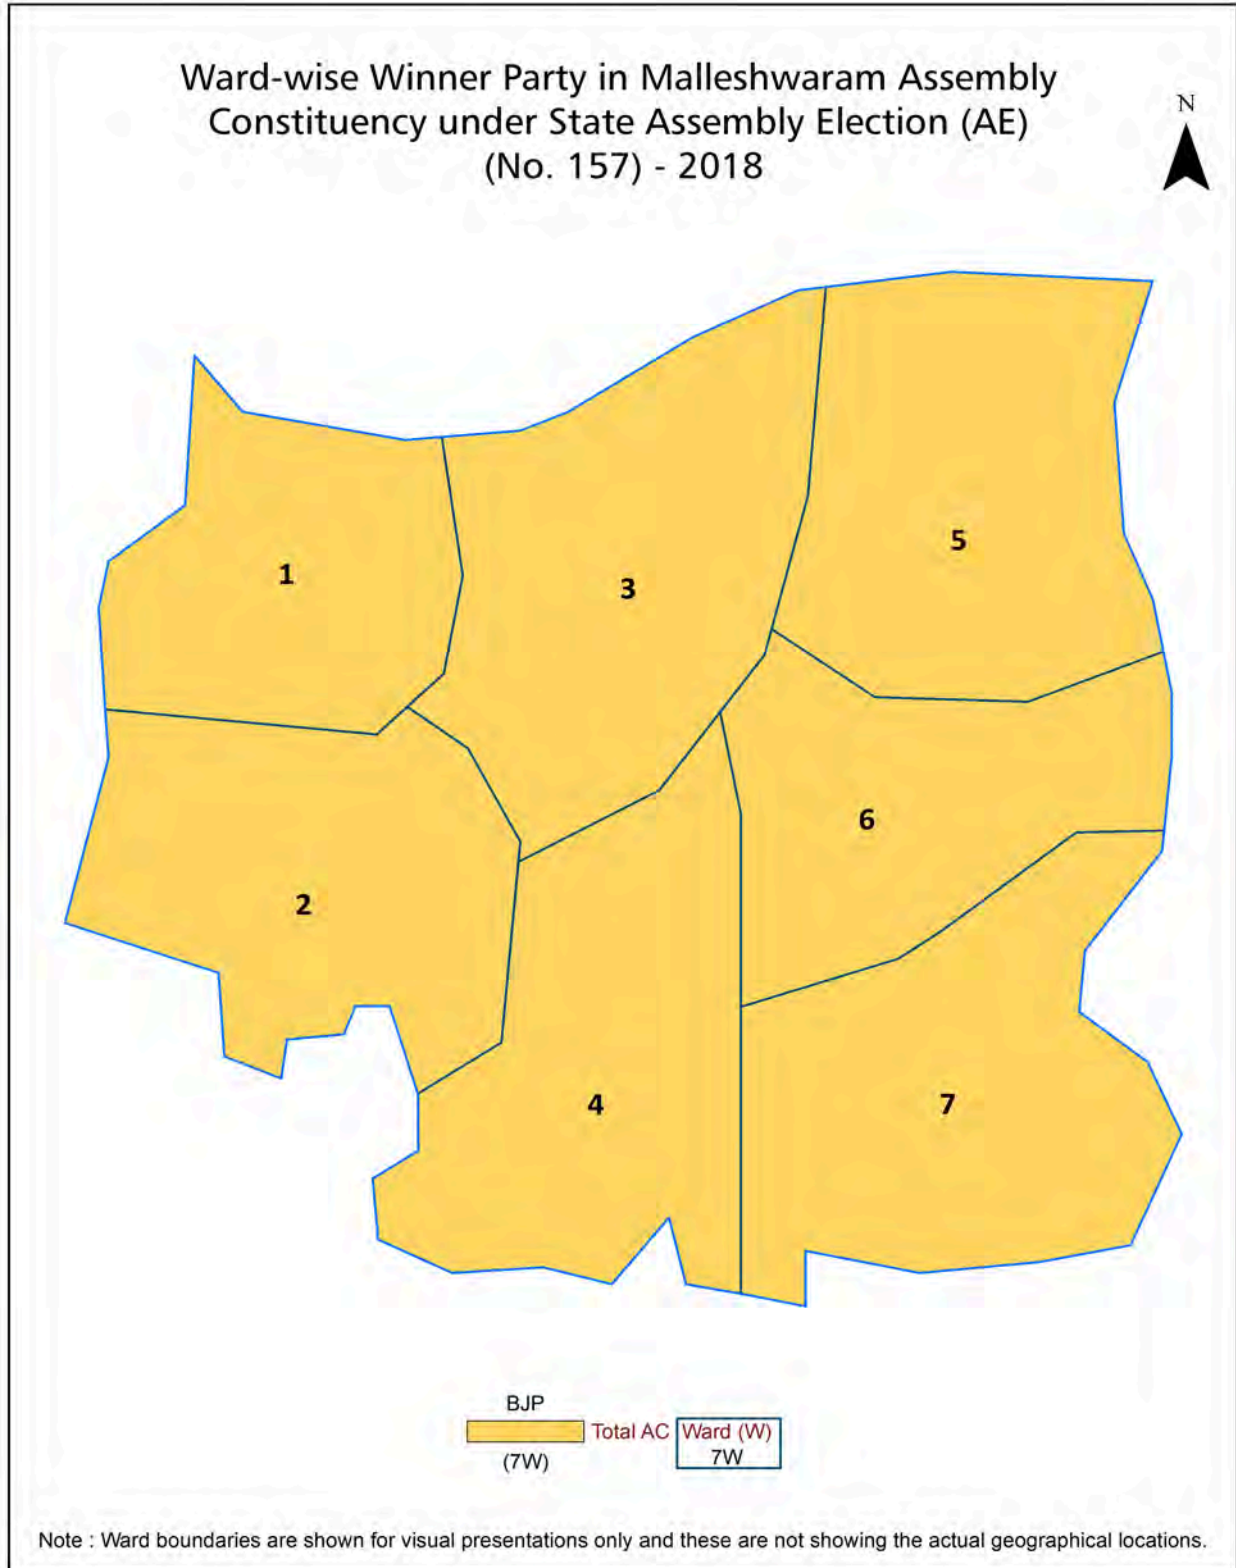 Ward-wise Winner Party in Malleshwaram Assembly
Constituency under State Assembly Election (AE)
(No. 157) - 2018
N
5
1
3
6
2
4
7
BJP
Total AC
Ward (W)
(7W)
7W
Note : Ward boundaries are shown for visual presentations only and these are not showing the actual geographical locations.